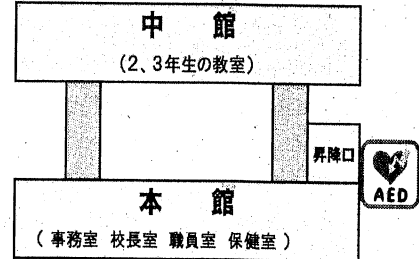 中　館
（2、3年生の教室）
昇降口
AED
本　館
（ 事務室 校長室 職員室 保健室 ）